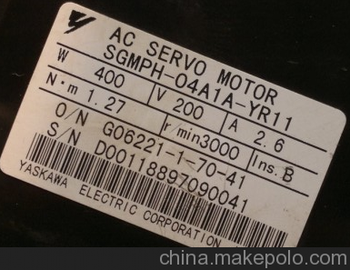 AC SERVO MOTOR
SGMPH-04A1A-YR11
W 400 V 200 A 2.6
N·m 1.27 r/min 3000 Ins. B
O/N G06221-1-70-41
S/N D00118897090041
YASKAWA ELECTRIC CORPORATION
china.makepolo.com